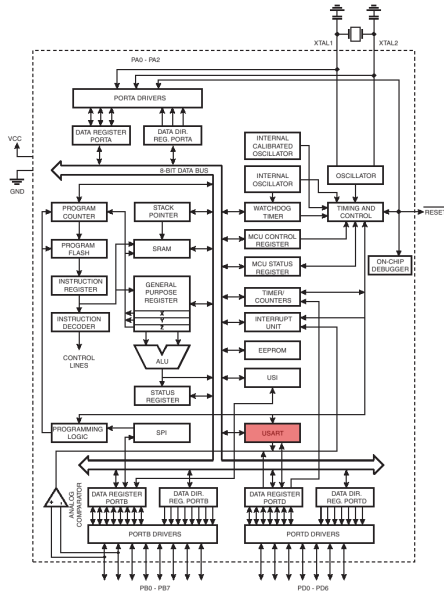 XTAL1
XTAL2
PA0 - PA2
PORTA DRIVERS
DATA REGISTER
PORTA
DATA DIR.
REG. PORTA
VCC
GND
INTERNAL
CALIBRATED
OSCILLATOR
8-BIT DATA BUS
INTERNAL
OSCILLATOR
OSCILLATOR
PROGRAM
COUNTER
STACK
POINTER
WATCHDOG
TIMER
TIMING AND
CONTROL
RESET
PROGRAM
FLASH
SRAM
MCU CONTROL
REGISTER
ON-CHIP
DEBUGGER
MCU STATUS
REGISTER
INSTRUCTION
REGISTER
GENERAL
PURPOSE
REGISTER
X
Y
Z
TIMER/
COUNTERS
INSTRUCTION
DECODER
INTERRUPT
UNIT
CONTROL
LINES
ALU
EEPROM
STATUS
REGISTER
USI
PROGRAMMING
LOGIC
SPI
USART
ANALOG
COMPARATOR
+
-
DATA REGISTER
PORTB
DATA DIR.
REG. PORTB
DATA REGISTER
PORTD
DATA DIR.
REG. PORTD
PORTB DRIVERS
PORTD DRIVERS
PB0 - PB7
PD0 - PD6